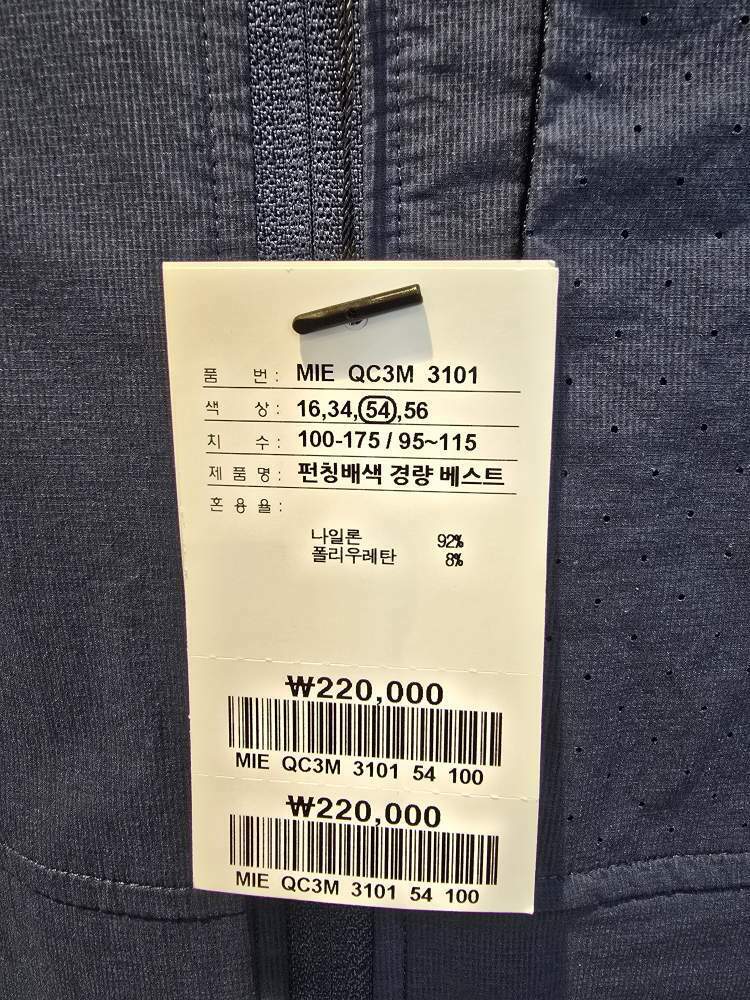 품 번 : MIE QC3M 3101
색 상 : 16,34,54,56
치 수 : 100-175 / 95~115
제 품 명 : 펀칭배색 경량 베스트
혼 용 율 :
나일론 92%
폴리우레탄 8%
₩220,000
MIE QC3M 3101 54 100
₩220,000
MIE QC3M 3101 54 100